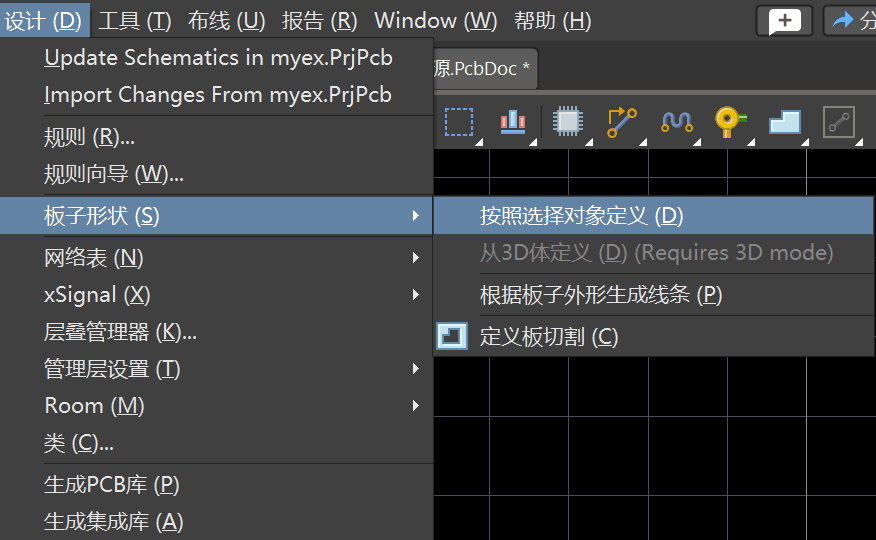 设计 (D) 工具 (T) 布线 (U) 报告 (R) Window (W) 帮助 (H)
Update Schematics in myex.PrjPcb
源.PcbDoc *
Import Changes From myex.PrjPcb
规则 (R)...
规则向导 (W)...
板子形状 (S)
按照选择对象定义 (D)
从3D体定义 (D) (Requires 3D mode)
根据板子外形生成线条 (P)
定义板切割 (C)
网络表 (N)
xSignal (X)
层叠管理器 (K)...
管理层设置 (T)
Room (M)
类 (C)...
生成PCB库 (P)
生成集成库 (A)